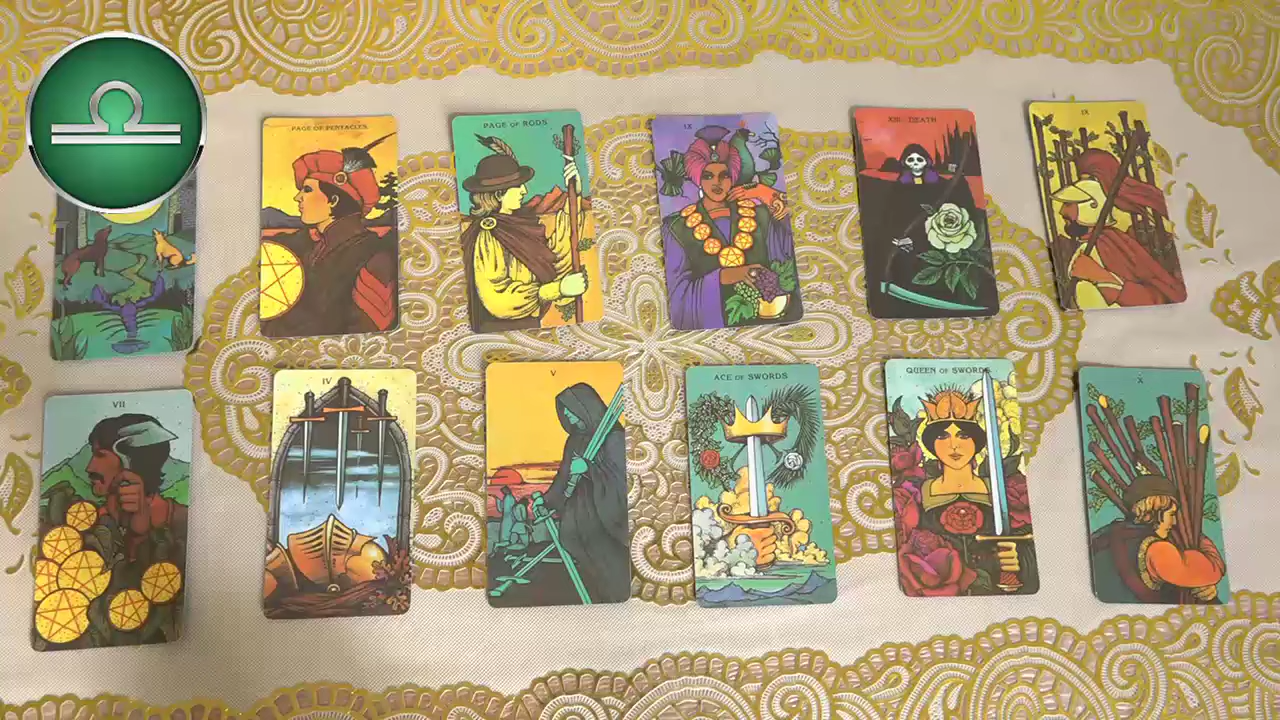 PAGE OF PENTACLES
PAGE OF RODS
IX
XIII DEATH
IX
VII
IV
V
ACE OF SWORDS
QUEEN OF SWORDS
X